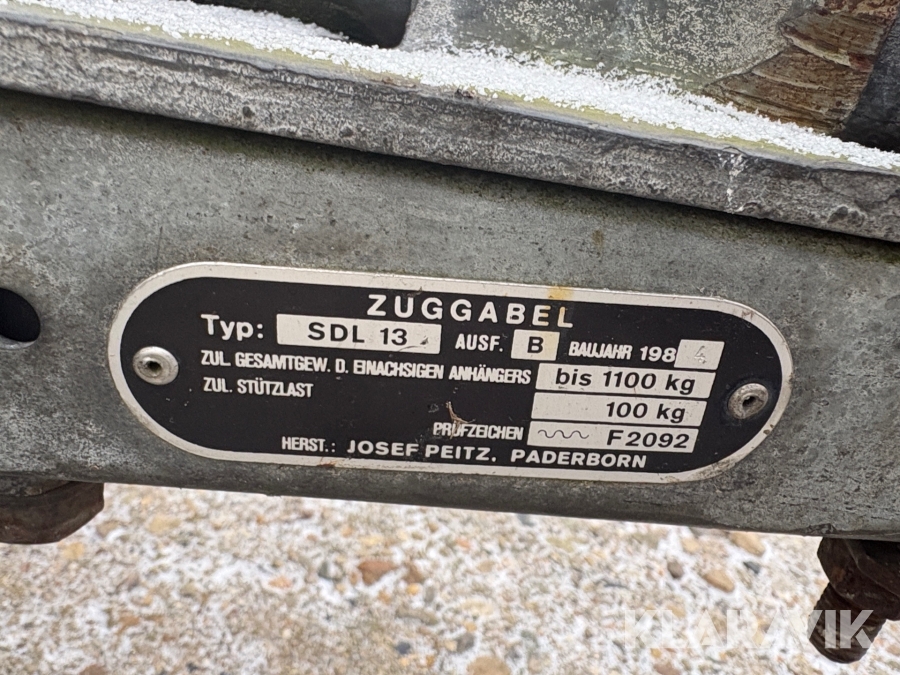 ZUGGABEL
Typ: SDL 13 AUSF. B BAUJAHR 1984
ZUL. GESAMTGEW. D. EINACHSIGEN ANHÄNGERS bis 1100 kg
ZUL. STÜTZLAST 100 kg
PRÜFZEICHEN F2092
HERST.: JOSEF PEITZ, PADERBORN
KLARAVIK